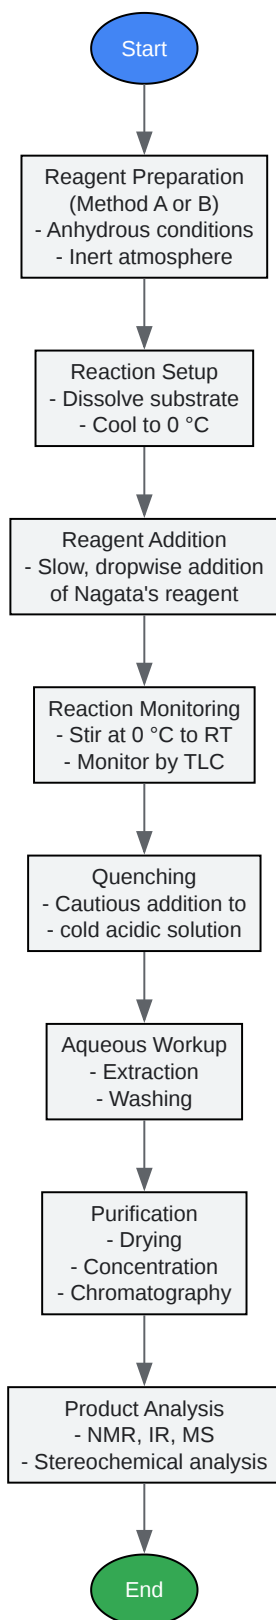 Start
Reagent Preparation
(Method A or B)
- Anhydrous conditions
- Inert atmosphere
Reaction Setup
- Dissolve substrate
- Cool to 0 °C
Reagent Addition
- Slow, dropwise addition
of Nagata's reagent
Reaction Monitoring
- Stir at 0 °C to RT
- Monitor by TLC
Quenching
- Cautious addition to
- cold acidic solution
Aqueous Workup
- Extraction
- Washing
Purification
- Drying
- Concentration
- Chromatography
Product Analysis
- NMR, IR, MS
- Stereochemical analysis
End